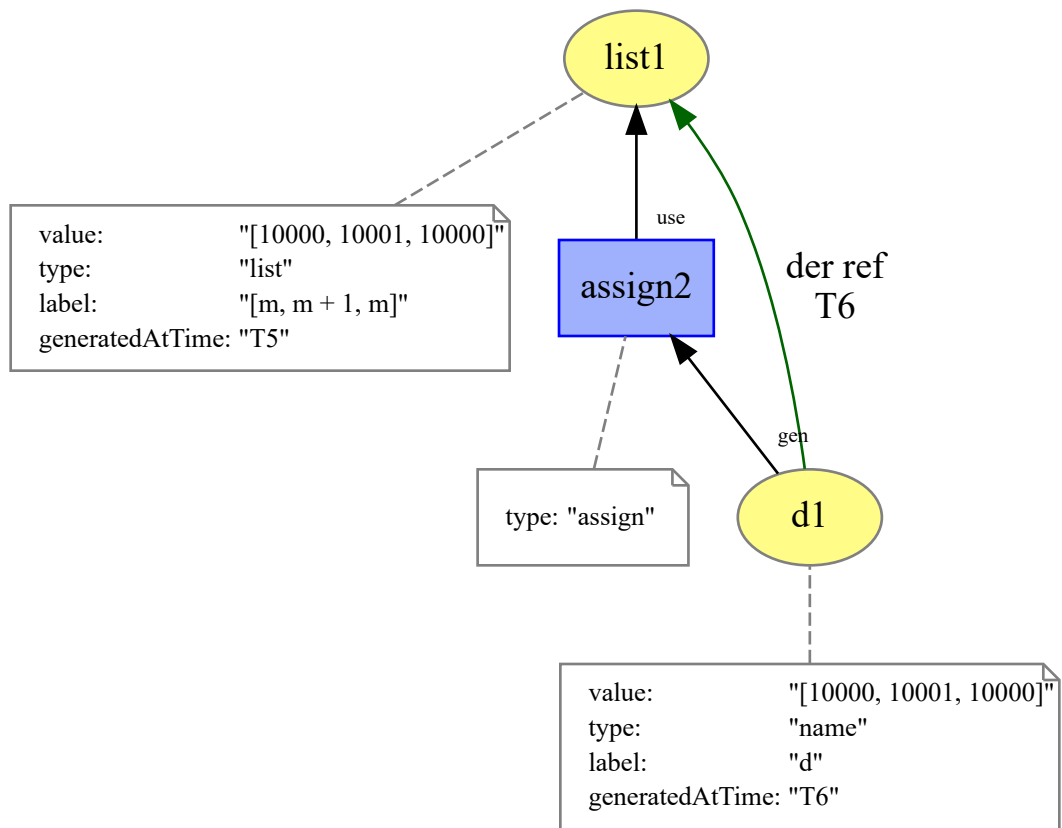 list1
use
value: "[10000, 10001, 10000]"
type: "list"
label: "[m, m + 1, m]"
generatedAtTime: "T5"
assign2
der ref
T6
gen
type: "assign"
d1
value: "[10000, 10001, 10000]"
type: "name"
label: "d"
generatedAtTime: "T6"